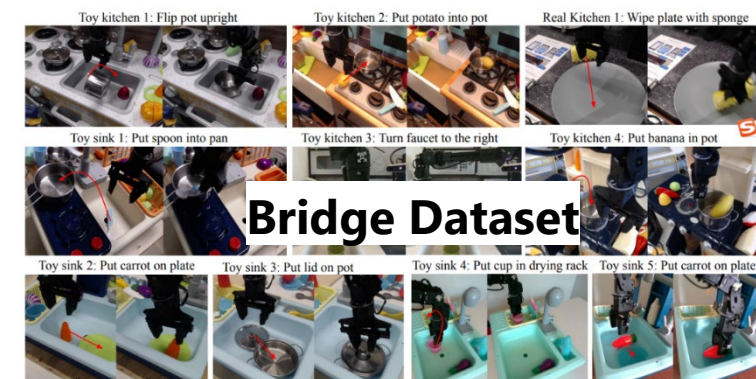 Toy kitchen 1: Flip pot upright
Toy kitchen 2: Put potato into pot
Real Kitchen 1: Wipe plate with sponge
Toy sink 1: Put spoon into pan
Toy kitchen 3: Turn faucet to the right
Toy kitchen 4: Put banana in pot
Bridge Dataset
Toy sink 2: Put carrot on plate
Toy sink 3: Put lid on pot
Toy sink 4: Put cup in drying rack
Toy sink 5: Put carrot on plate